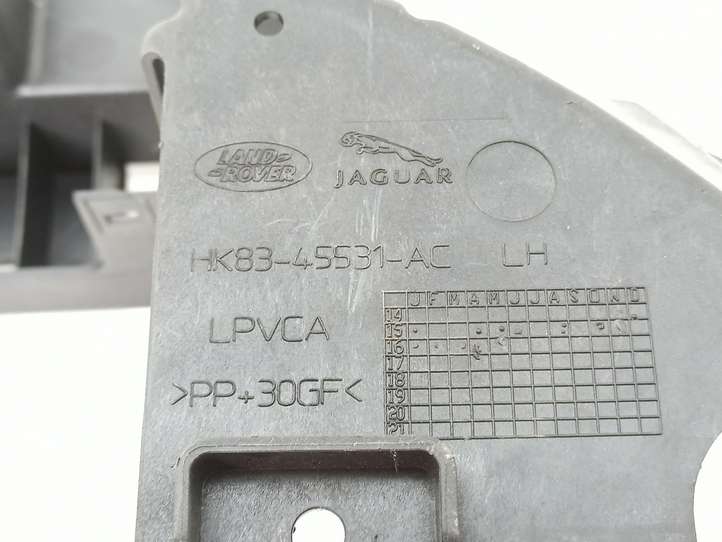 LAND
ROVER
JAGUAR
HK83-45531-AC LH
LPVCA
>PP+30GF<
J F M A M J J A S O N D
14
15
16
17
18
19
20
21